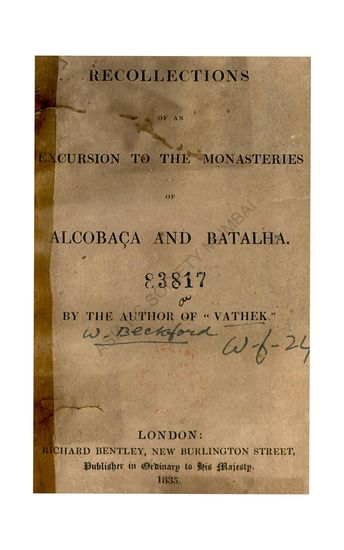 RECOLLECTIONS
OF AN
EXCURSION TO THE MONASTERIES
OF
ALCOBAÇA AND BATALHA.
83817
BY THE AUTHOR OF "VATHEK."
W. Beckford
W-f-24
LONDON:
RICHARD BENTLEY, NEW BURLINGTON STREET,
Publisher in Ordinary to His Majesty.
1835.